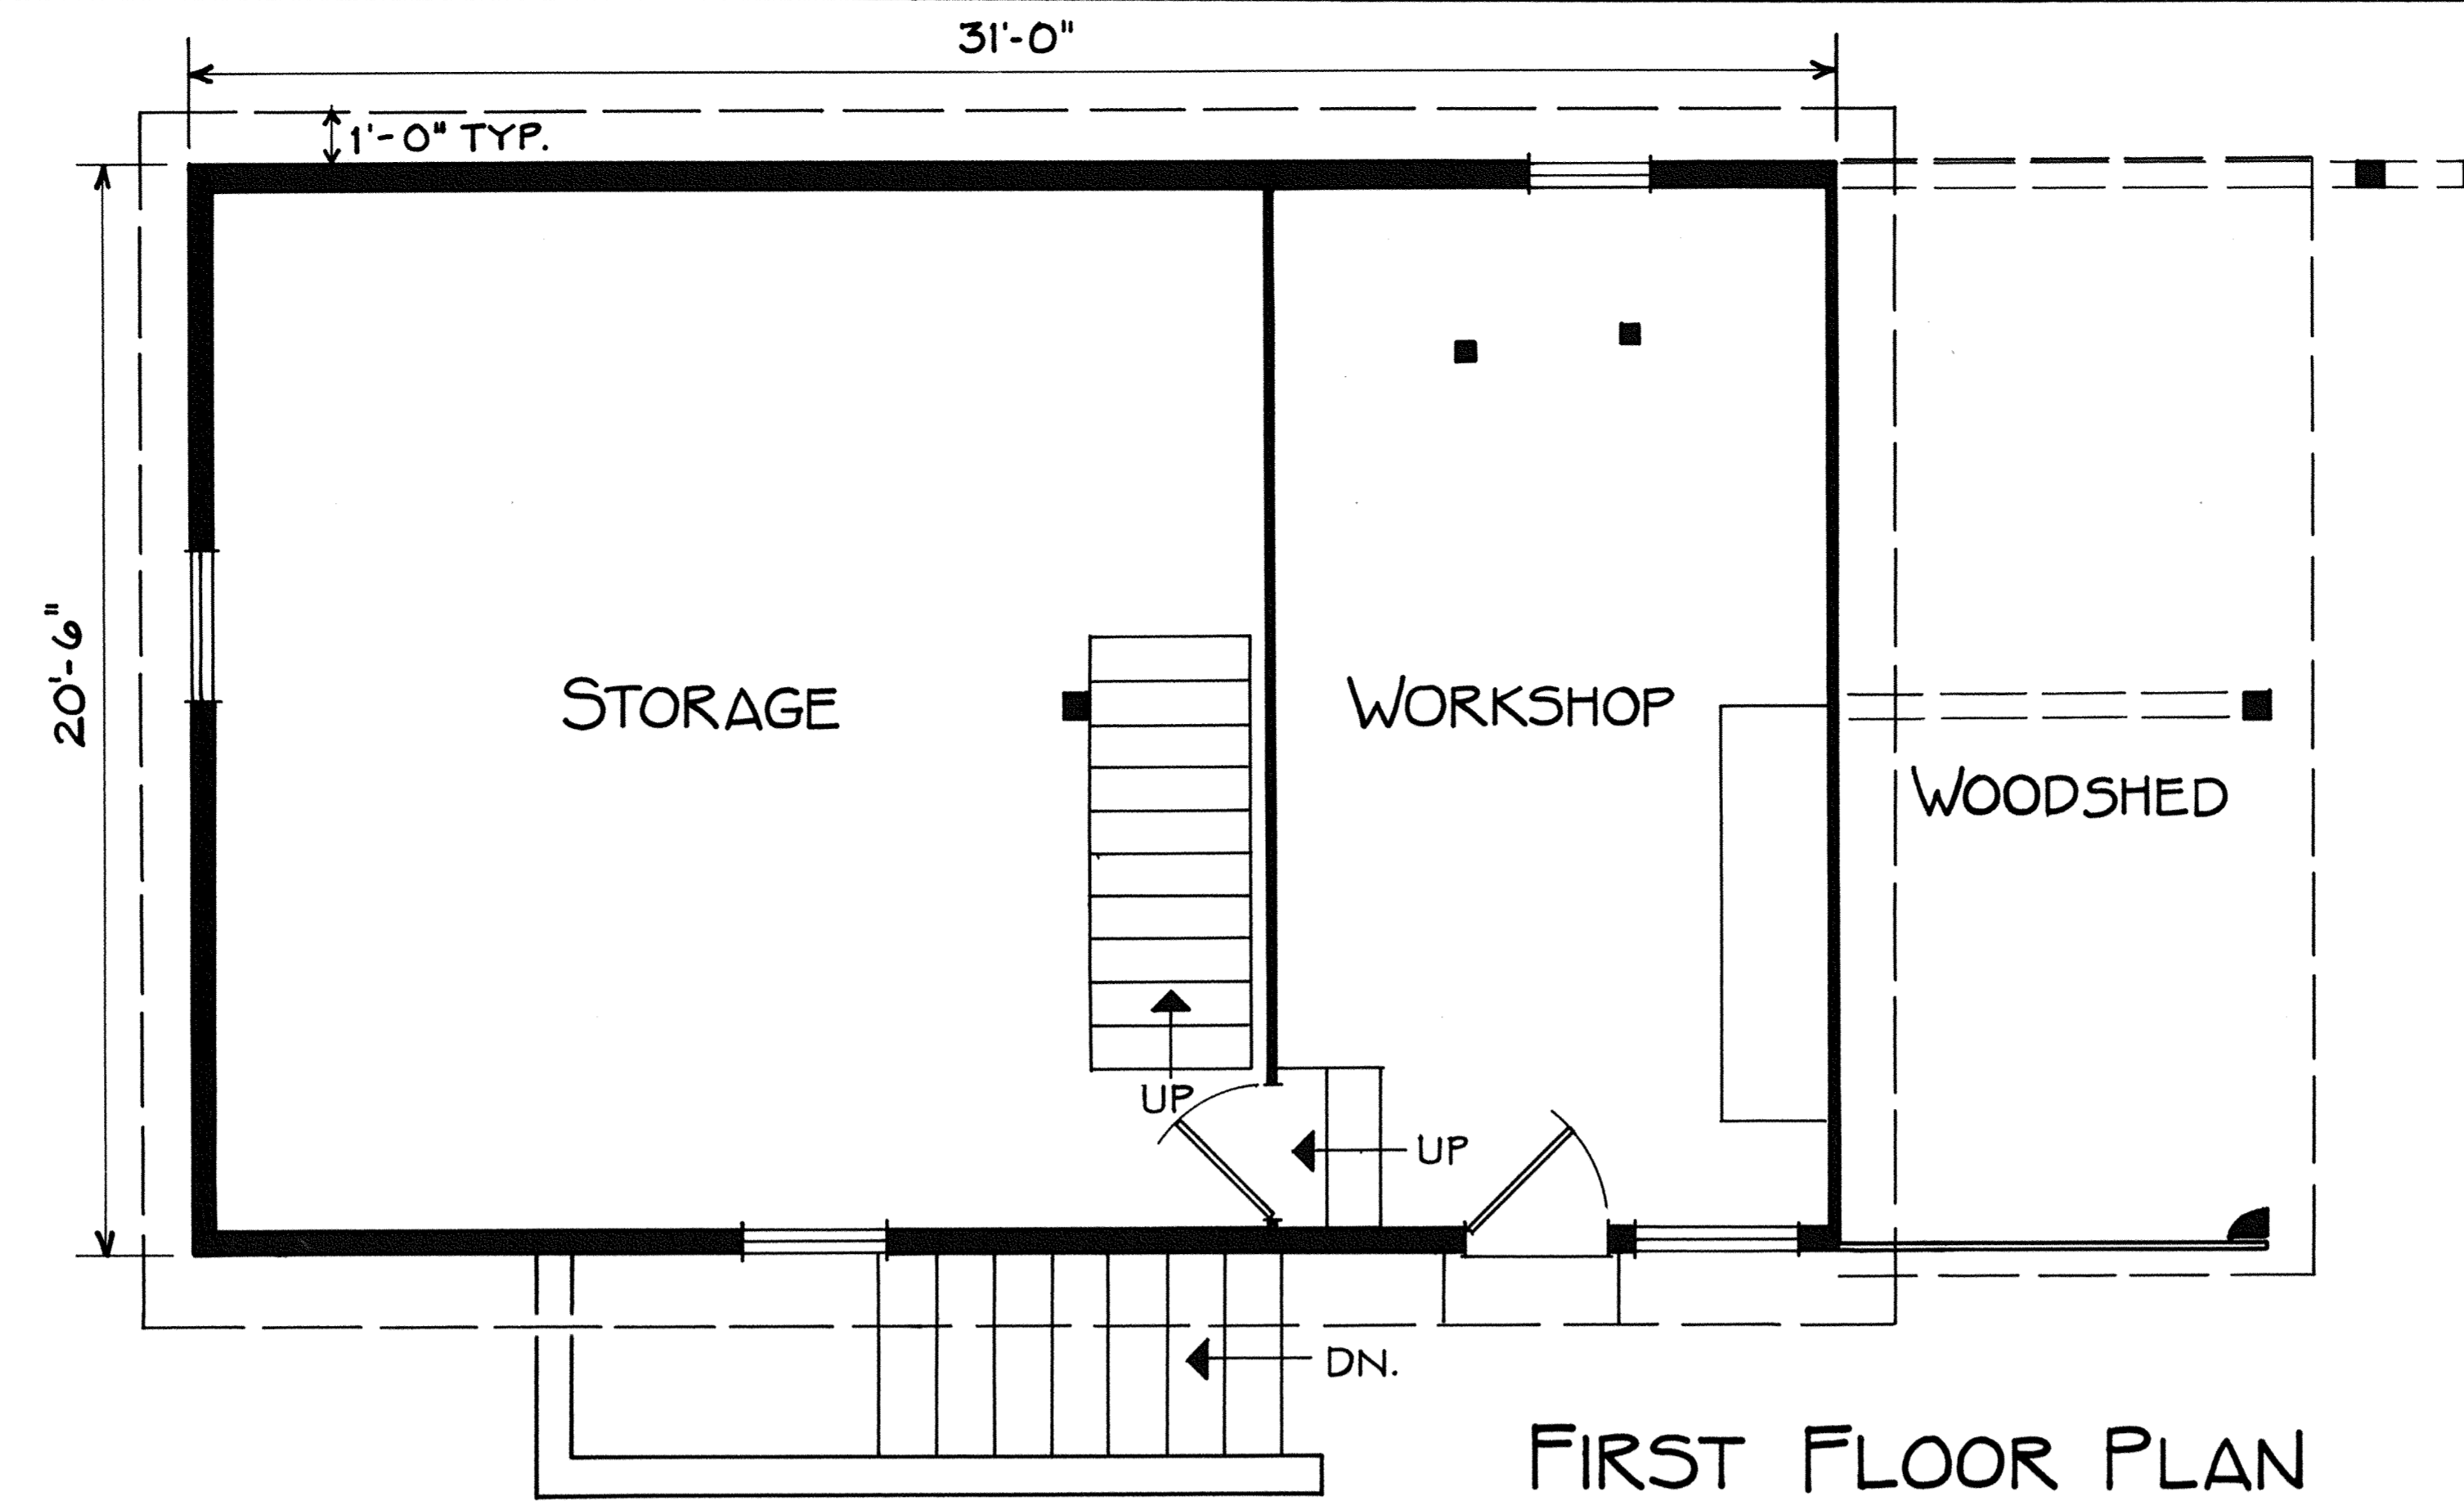 31'-0"
1'-0" TYP.
20'-6"
STORAGE
WORKSHOP
WOODSHED
UP
UP
DN.
FIRST FLOOR PLAN